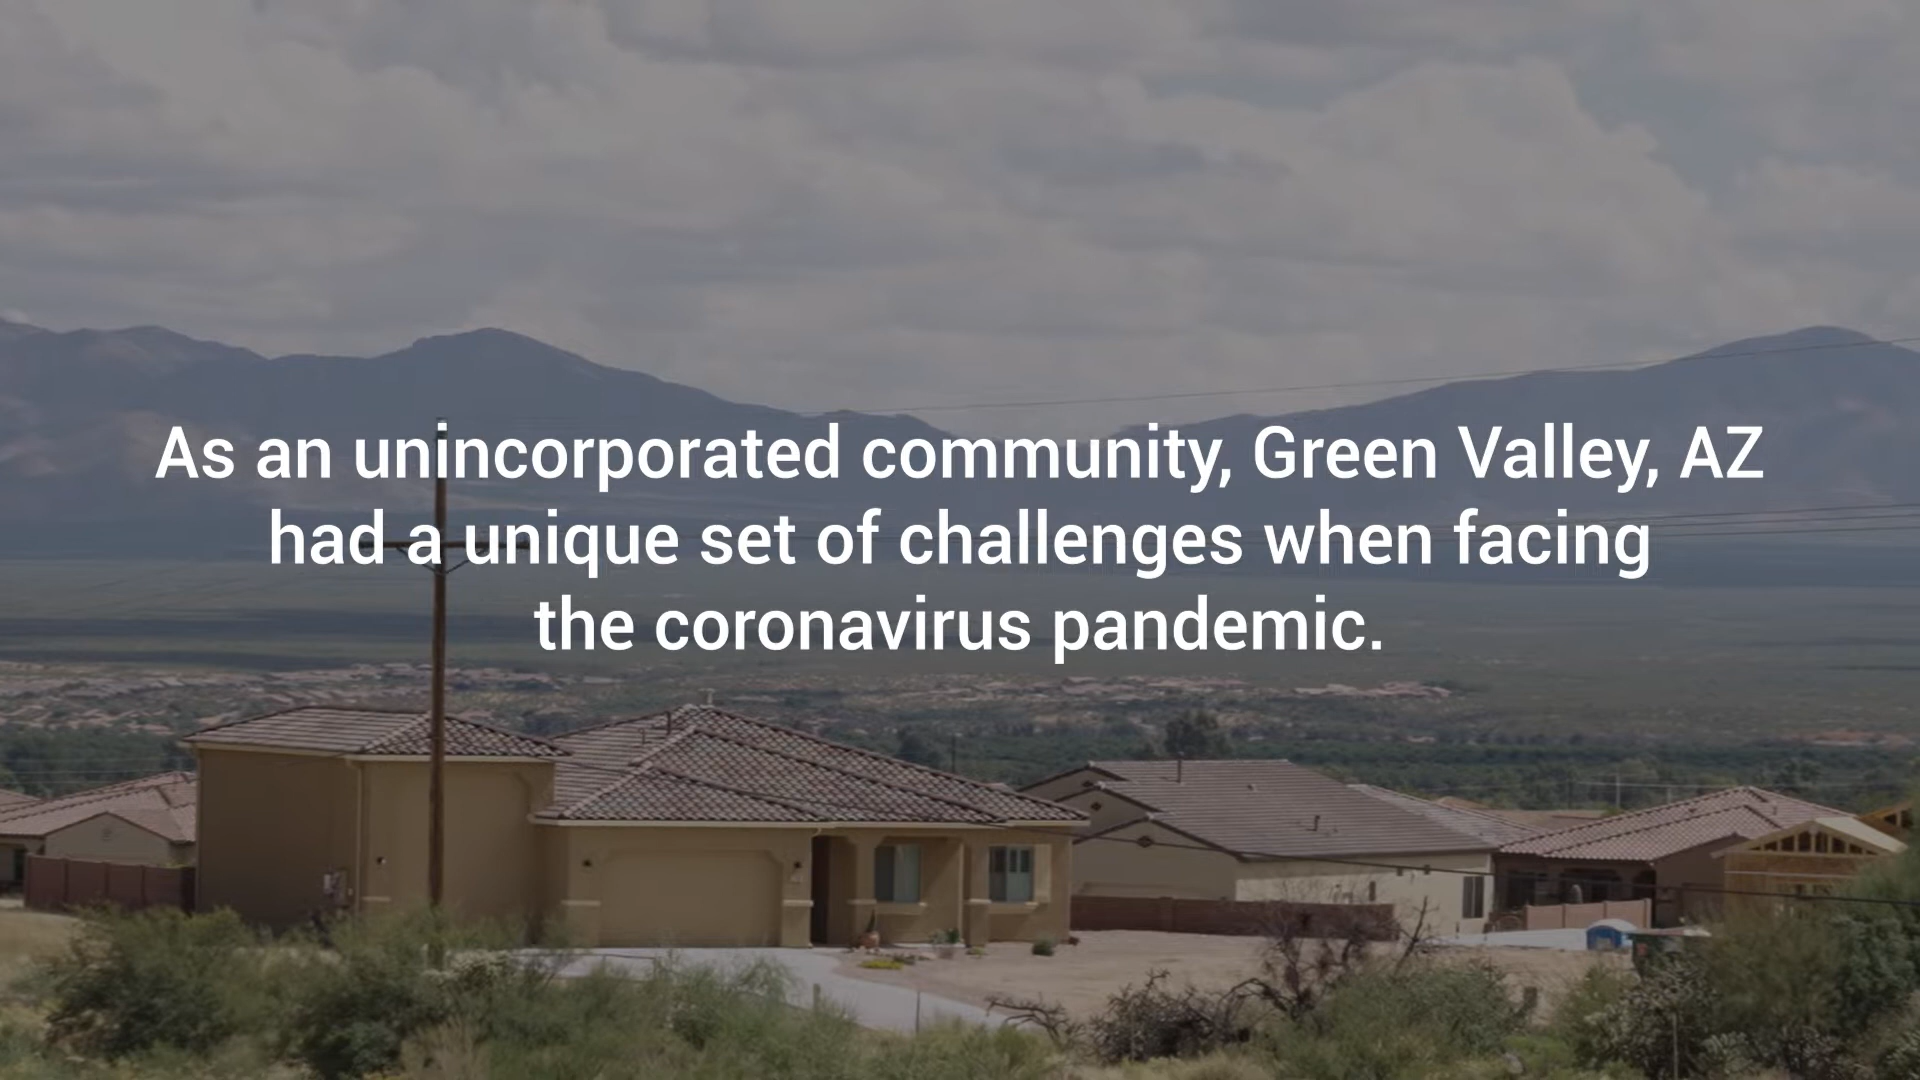 As an unincorporated community, Green Valley, AZ
had a unique set of challenges when facing
the coronavirus pandemic.